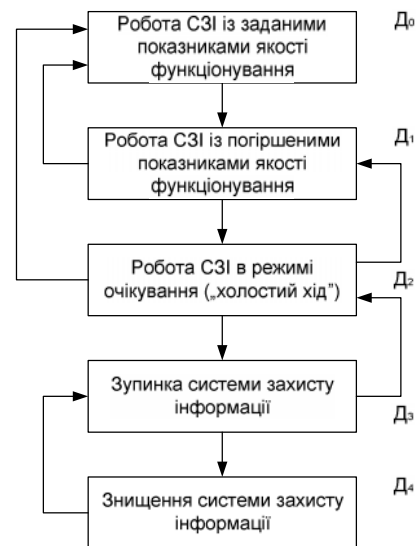 Робота СЗІ із заданими
показниками якості
функціонування
Д₀
Робота СЗІ із погіршеними
показниками якості
функціонування
Д₁
Робота СЗІ в режимі
очікування („холостий хід”)
Д₂
Зупинка системи захисту
інформації
Д₃
Знищення системи захисту
інформації
Д₄